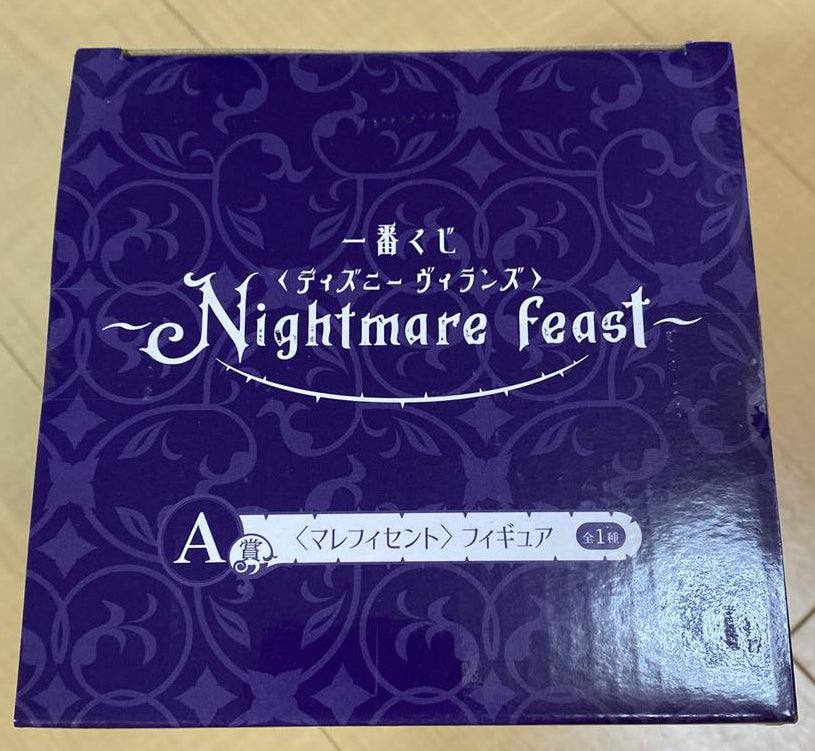 一番くじ
〈ディズニー ヴィランズ〉
~Nightmare feast~
A賞 〈マレフィセント〉フィギュア 全1種